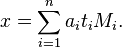 x = \sum_{i=1}^{n} a_i t_i M_i.